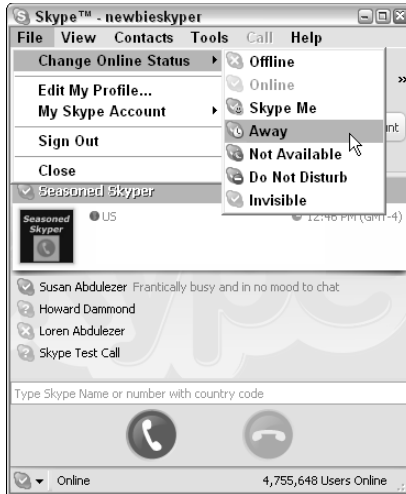 Skype™ - newbieskyper
File View Contacts Tools Call Help
Change Online Status
Offline
Online
Edit My Profile...
Skype Me
My Skype Account
Away
Not Available
Sign Out
Do Not Disturb
Close
Invisible
Seasoned Skyper
Seasoned
Skyper
US
12:46 PM (GMT-4)
Susan Abdulezer Frantically busy and in no mood to chat
Howard Dammond
Loren Abdulezer
Skype Test Call
Type Skype Name or number with country code
Online
4,755,648 Users Online